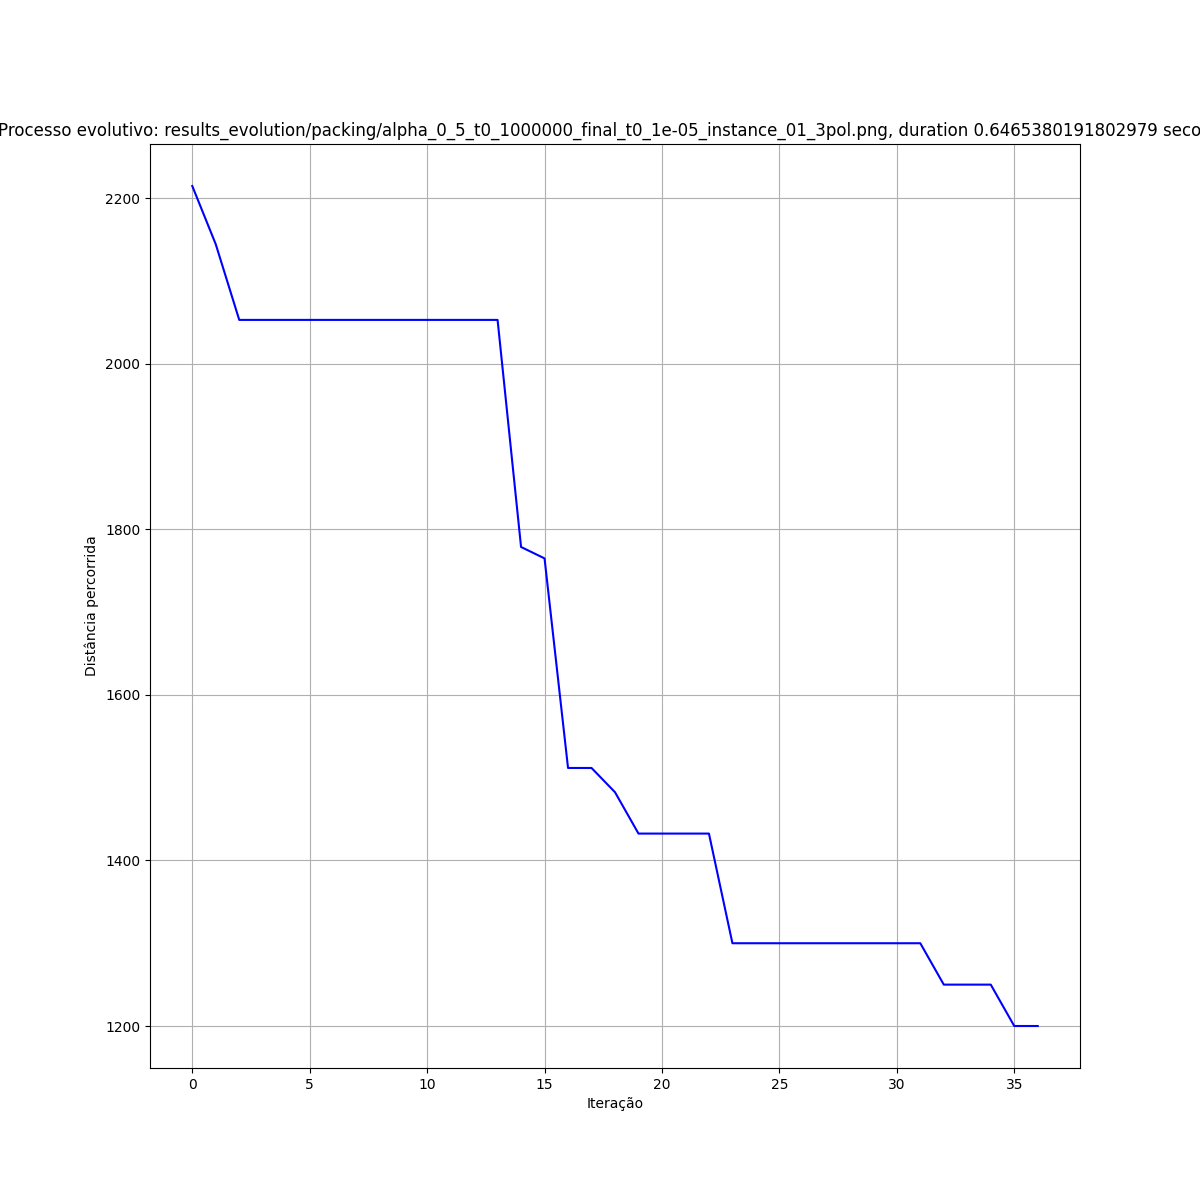 Processo evolutivo: results_evolution/packing/alpha_0_5_t0_1000000_final_t0_1e-05_instance_01_3pol.png, duration 0.6465380191802979 seco
2200
2000
1800
1600
1400
1200
Distância percorrida
0 5 10 15 20 25 30 35
Iteração